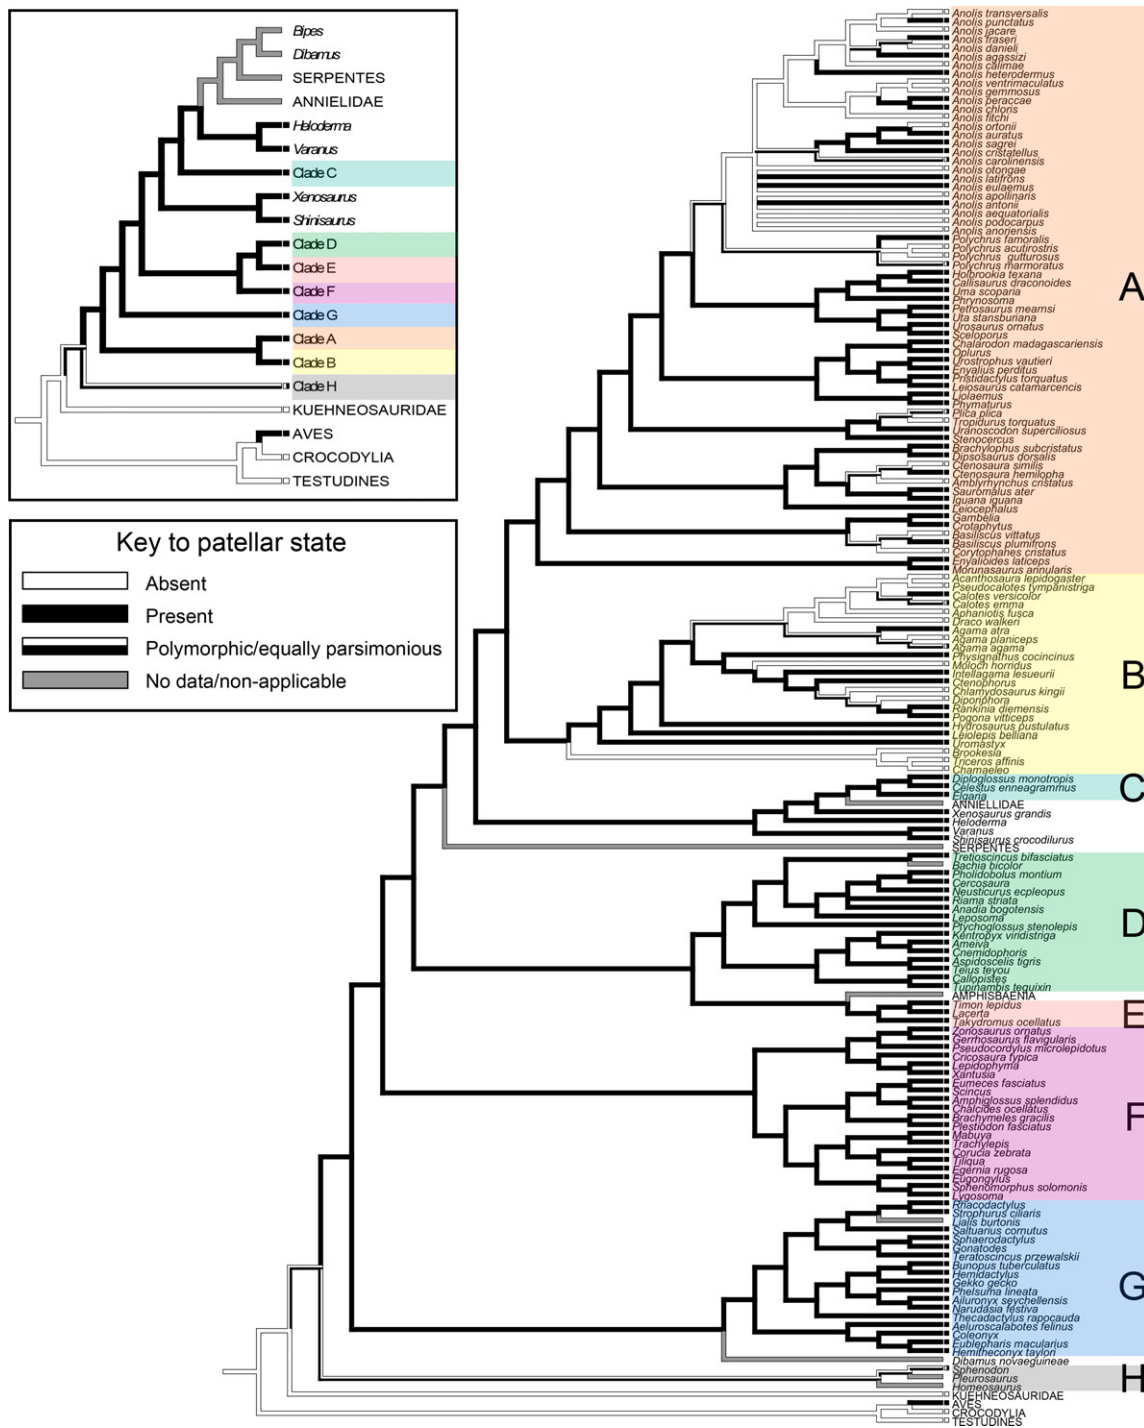 Bipes
Dibamus
SERPENTES
ANNIELIDAE
Heloderma
Varanus
Clade C
Xenosaurus
Shinisaurus
Clade D
Clade E
Clade F
Clade G
Clade A
Clade B
Clade H
KUEHNEOSAURIDAE
AVES
CROCODYLIA
TESTUDINES
Key to patellar state
Absent
Present
Polymorphic/equally parsimonious
No data/non-applicable
Anolis transversalis
Anolis punctatus
Anolis jacare
Anolis fraseri
Anolis danieli
Anolis agassizi
Anolis calimae
Anolis heterodermus
Anolis ventrimaculatus
Anolis gemmosus
Anolis peraccae
Anolis chloris
Anolis fitchi
Anolis ortonii
Anolis auratus
Anolis sagrei
Anolis cristatellus
Anolis carolinensis
Anolis otongae
Anolis latifrons
Anolis eulaemus
Anolis apollinaris
Anolis antonii
Anolis aequatorialis
Anolis podocarpus
Anolis anoriensis
Polychrus famoralis
Polychrus acutirostris
Polychrus gutturosus
Polychrus marmoratus
Holbrookia texana
Callisaurus draconoides
Uma scoparia
Phrynosoma
Petrosaurus mearnsi
Uta stansburiana
Urosaurus ornatus
Sceloporus
Chalarodon madagascariensis
Oplurus
Urostrophus vautieri
Enyalius perditus
Pristidactylus torquatus
Leiosaurus catamarcencis
Liolaemus
Phymaturus
Plica plica
Tropidurus torquatus
Uranoscodon superciliosus
Stenocercus
Brachylophus subcristatus
Dipsosaurus dorsalis
Ctenosaura similis
Ctenosaura hemilopha
Amblyrhynchus cristatus
Sauromalus ater
Iguana iguana
Leiocephalus
Gambelia
Crotaphytus
Basiliscus vittatus
Basiliscus plumifrons
Corytophanes cristatus
Enyalioides laticeps
Morunasaurus annularis
A
Acanthosaura lepidogaster
Pseudocalotes tympanistriga
Calotes versicolor
Calotes emma
Aphaniotis fusca
Draco walkeri
Agama atra
Agama planiceps
Agama agama
Physignathus cocincinus
Moloch horridus
Intellagama lesueurii
Ctenophorus
Chlamydosaurus kingii
Diporiphora
Rankinia diemensis
Pogona vitticeps
Hydrosaurus pustulatus
Leiolepis belliana
Uromastyx
Brookesia
Triceros affinis
Chamaeleo
B
Diploglossus monotropis
Celestus enneagrammus
Elgaria
C
ANNIELLIDAE
Xenosaurus grandis
Heloderma
Varanus
Shinisaurus crocodilurus
SERPENTES
Tretioscincus bifasciatus
Bachia bicolor
Pholidobolus montium
Cercosaura
Neusticurus ecpleopus
Riama striata
Anadia bogotensis
Leposoma
Ptychoglossus stenolepis
Kentropyx viridistriga
Ameiva
Cnemidophoris
Aspidoscelis tigris
Teius teyou
Callopistes
Tupinambis teguixin
D
AMPHISBAENIA
Timon lepidus
Lacerta
Takydromus ocellatus
E
Zonosaurus ornatus
Gerrhosaurus flavigularis
Pseudocordylus microlepidotus
Cricosaura typica
Lepidophyma
Xantusia
Eumeces fasciatus
Scincus
Amphiglossus splendidus
Chalcides ocellatus
Brachymeles gracilis
Plestiodon fasciatus
Mabuya
Trachylepis
Corucia zebrata
Tiliqua
Egernia rugosa
Eugongylus
Sphenomorphus solomonis
Lygosoma
F
Rhacodactylus
Strophurus ciliaris
Lialis burtonis
Saltuarius cornutus
Sphaerodactylus
Gonatodes
Teratoscincus przewalskii
Bunopus tuberculatus
Hemidactylus
Gekko gecko
Phelsuma lineata
Ailuronyx seychellensis
Narudasia festiva
Thecadactylus rapocauda
Aeluroscalabotes felinus
Coleonyx
Eublepharis macularius
Hemitheconyx taylori
G
Dibamus novaeguineae
Sphenodon
Pleurosaurus
Homeosaurus
H
KUEHNEOSAURIDAE
AVES
CROCODYLIA
TESTUDINES